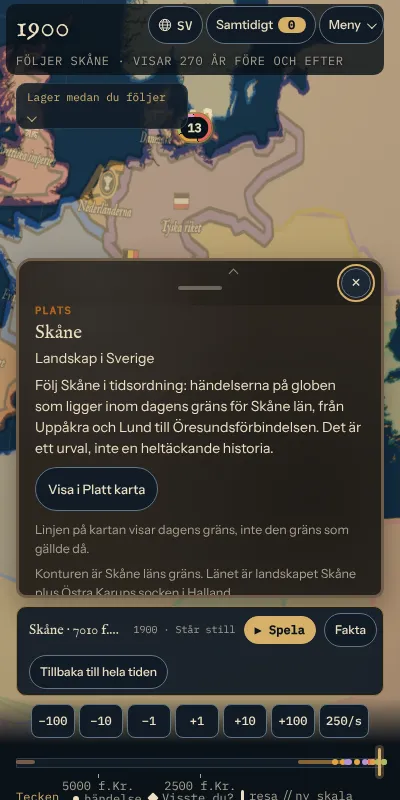 1900
SV
Samtidigt 0
Meny
FÖLJER SKÅNE · VISAR 270 ÅR FÖRE OCH EFTER
Lager medan du följer
13
Nederländerna
Tyska riket
PLATS
Skåne
Landskap i Sverige
Följ Skåne i tidsordning: händelserna på globen
som ligger inom dagens gräns för Skåne län, från
Uppåkra och Lund till Öresundsförbindelsen. Det är
ett urval, inte en heltäckande historia.
Visa i Platt karta
Linjen på kartan visar dagens gräns, inte den gräns som
gällde då.
Konturen är Skåne läns gräns. Länet är landskapet Skåne
plus Östra Karups socken i Halland.
Skåne · 7010 f.…
1900 · Står still
▶ Spela
Fakta
Tillbaka till hela tiden
−100
−10
−1
+1
+10
+100
250/s
5000 f.Kr.
2500 f.Kr.
Tecken
händelse
Visste du?
resa // ny skala